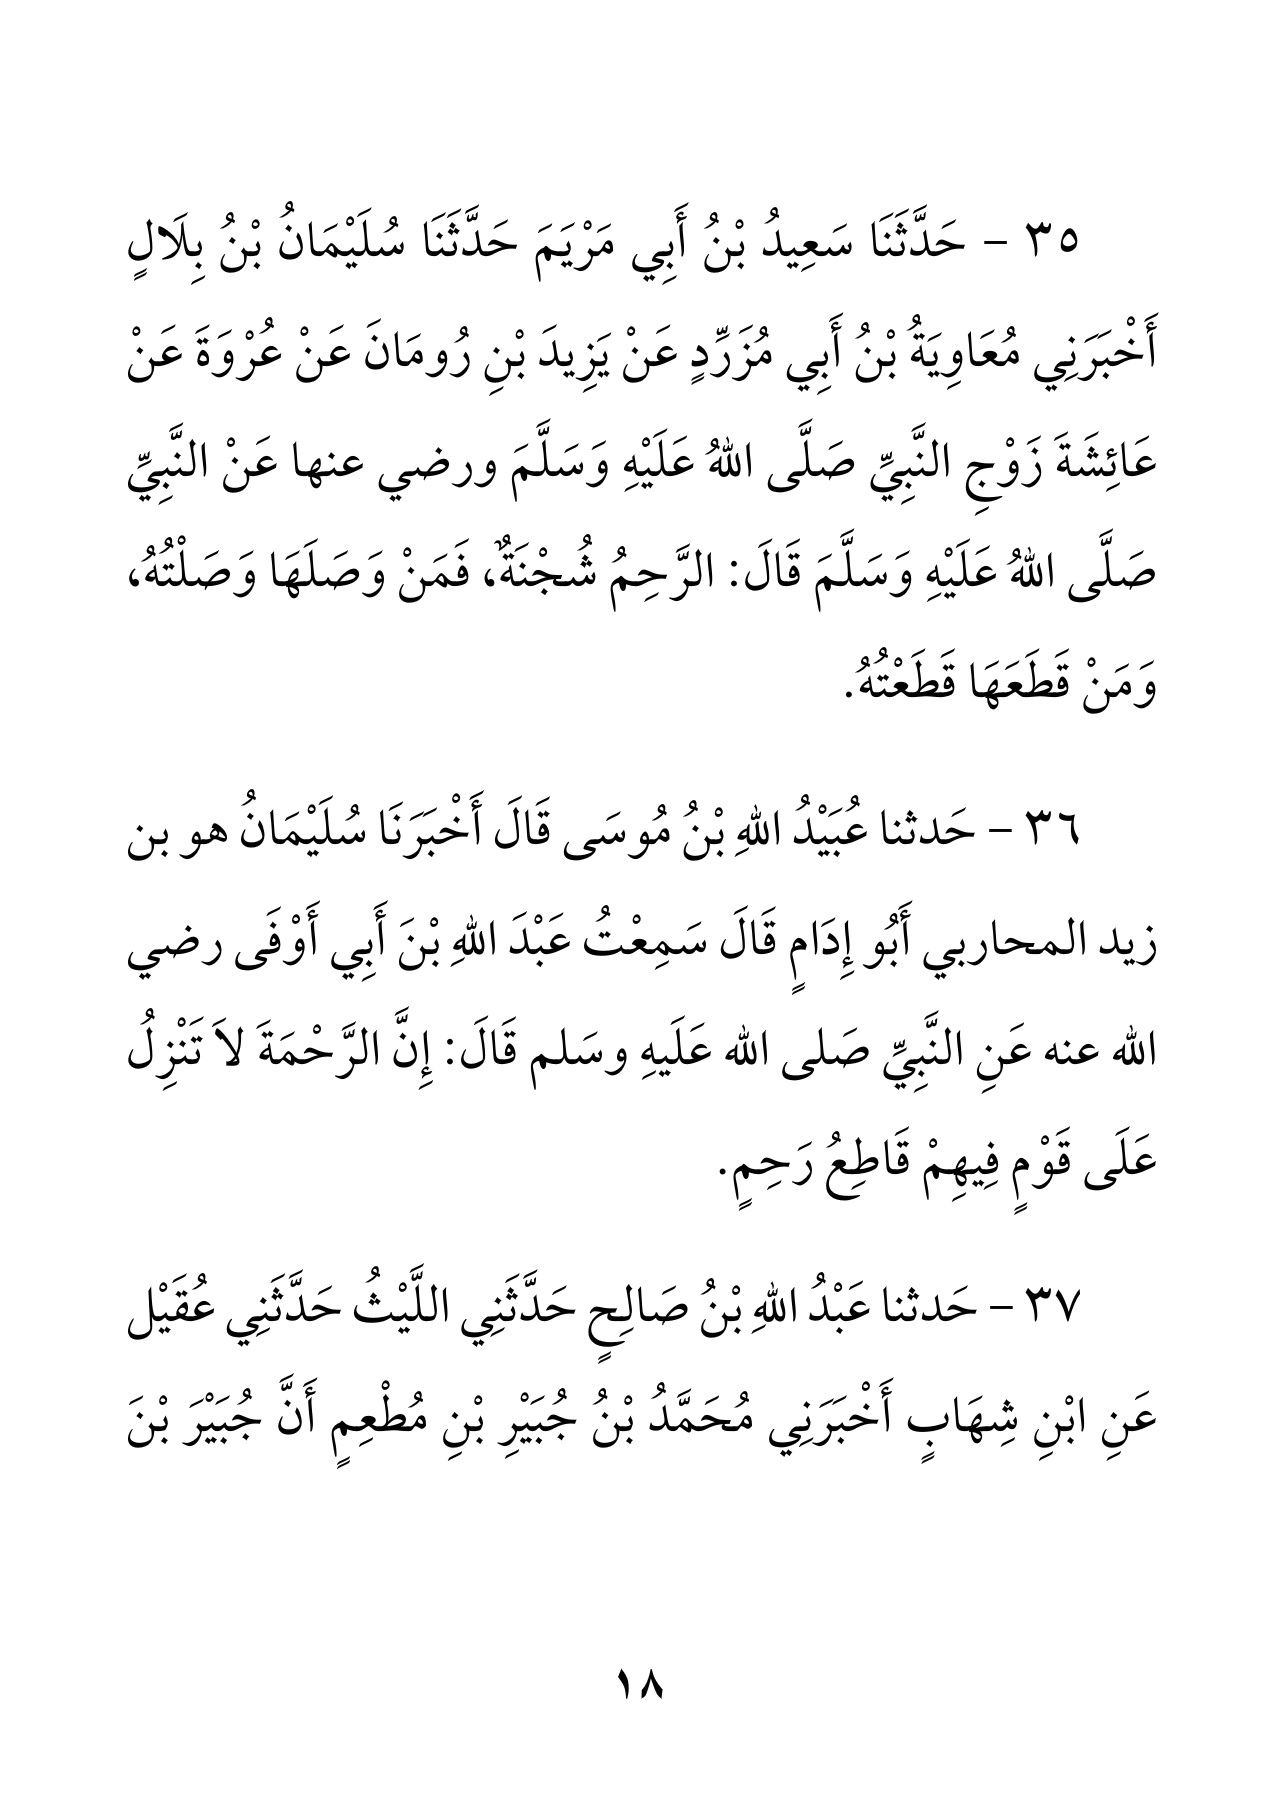 ٣٥ – حَدَّثَنَا سَعِيدُ بْنُ أَبِي مَرْيَمَ حَدَّثَنَا سُلَيْمَانُ بْنُ بِلَالٍ
أَخْبَرَنِي مُعَاوِيَةُ بْنُ أَبِي مُزَرِّدٍ عَنْ يَزِيدَ بْنِ رُومَانَ عَنْ عُرْوَةَ عَنْ
عَائِشَةَ زَوْجِ النَّبِيِّ صَلَّى اللهُ عَلَيْهِ وَسَلَّمَ ورضي عنها عَنْ النَّبِيِّ
صَلَّى اللهُ عَلَيْهِ وَسَلَّمَ قَالَ: الرَّحِمُ شُجْنَةٌ، فَمَنْ وَصَلَهَا وَصَلْتُهُ،
وَمَنْ قَطَعَهَا قَطَعْتُهُ.
٣٦ – حَدثنا عُبَيْدُ اللهِ بْنُ مُوسَى قَالَ أَخْبَرَنَا سُلَيْمَانُ هو بن
زيد المحاربي أَبُو إِدَامٍ قَالَ سَمِعْتُ عَبْدَ اللهِ بْنَ أَبِي أَوْفَى رضي
الله عنه عَنِ النَّبِيِّ صَلى الله عَلَيهِ وسَلم قَالَ: إِنَّ الرَّحْمَةَ لاَ تَنْزِلُ
عَلَى قَوْمٍ فِيهِمْ قَاطِعُ رَحِمٍ.
٣٧ – حَدثنا عَبْدُ اللهِ بْنُ صَالِحٍ حَدَّثَنِي اللَّيْثُ حَدَّثَنِي عُقَيْل
عَنِ ابْنِ شِهَابٍ أَخْبَرَنِي مُحَمَّدُ بْنُ جُبَيْرِ بْنِ مُطْعِمٍ أَنَّ جُبَيْرَ بْنَ
١٨